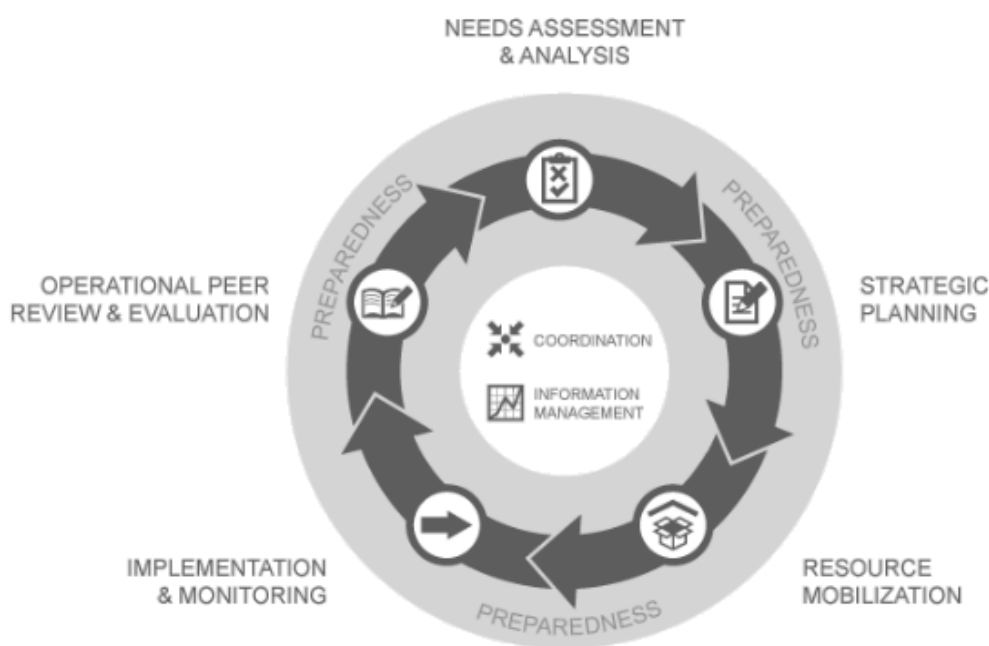 NEEDS ASSESSMENT
& ANALYSIS
PREPAREDNESS
PREPAREDNESS
OPERATIONAL PEER
REVIEW & EVALUATION
STRATEGIC
PLANNING
COORDINATION
INFORMATION
MANAGEMENT
IMPLEMENTATION
& MONITORING
RESOURCE
MOBILIZATION
PREPAREDNESS